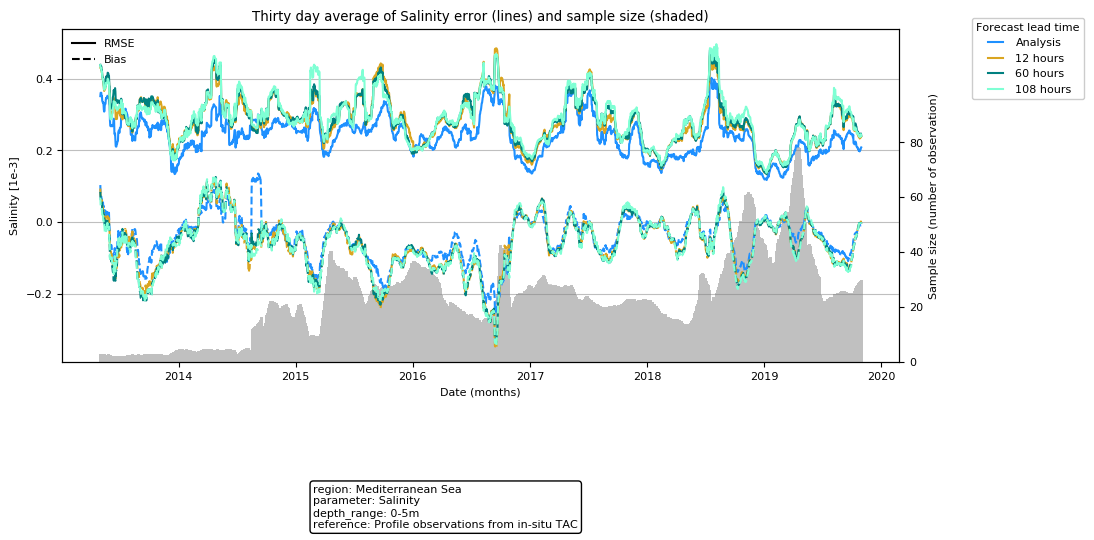 Thirty day average of Salinity error (lines) and sample size (shaded)
RMSE
Bias
Forecast lead time
Analysis
12 hours
60 hours
108 hours
Salinity [1e-3]
0.4
0.2
0.0
−0.2
Sample size (number of observation)
80
60
40
20
0
2014
2015
2016
2017
2018
2019
2020
Date (months)
region: Mediterranean Sea
parameter: Salinity
depth_range: 0-5m
reference: Profile observations from in-situ TAC